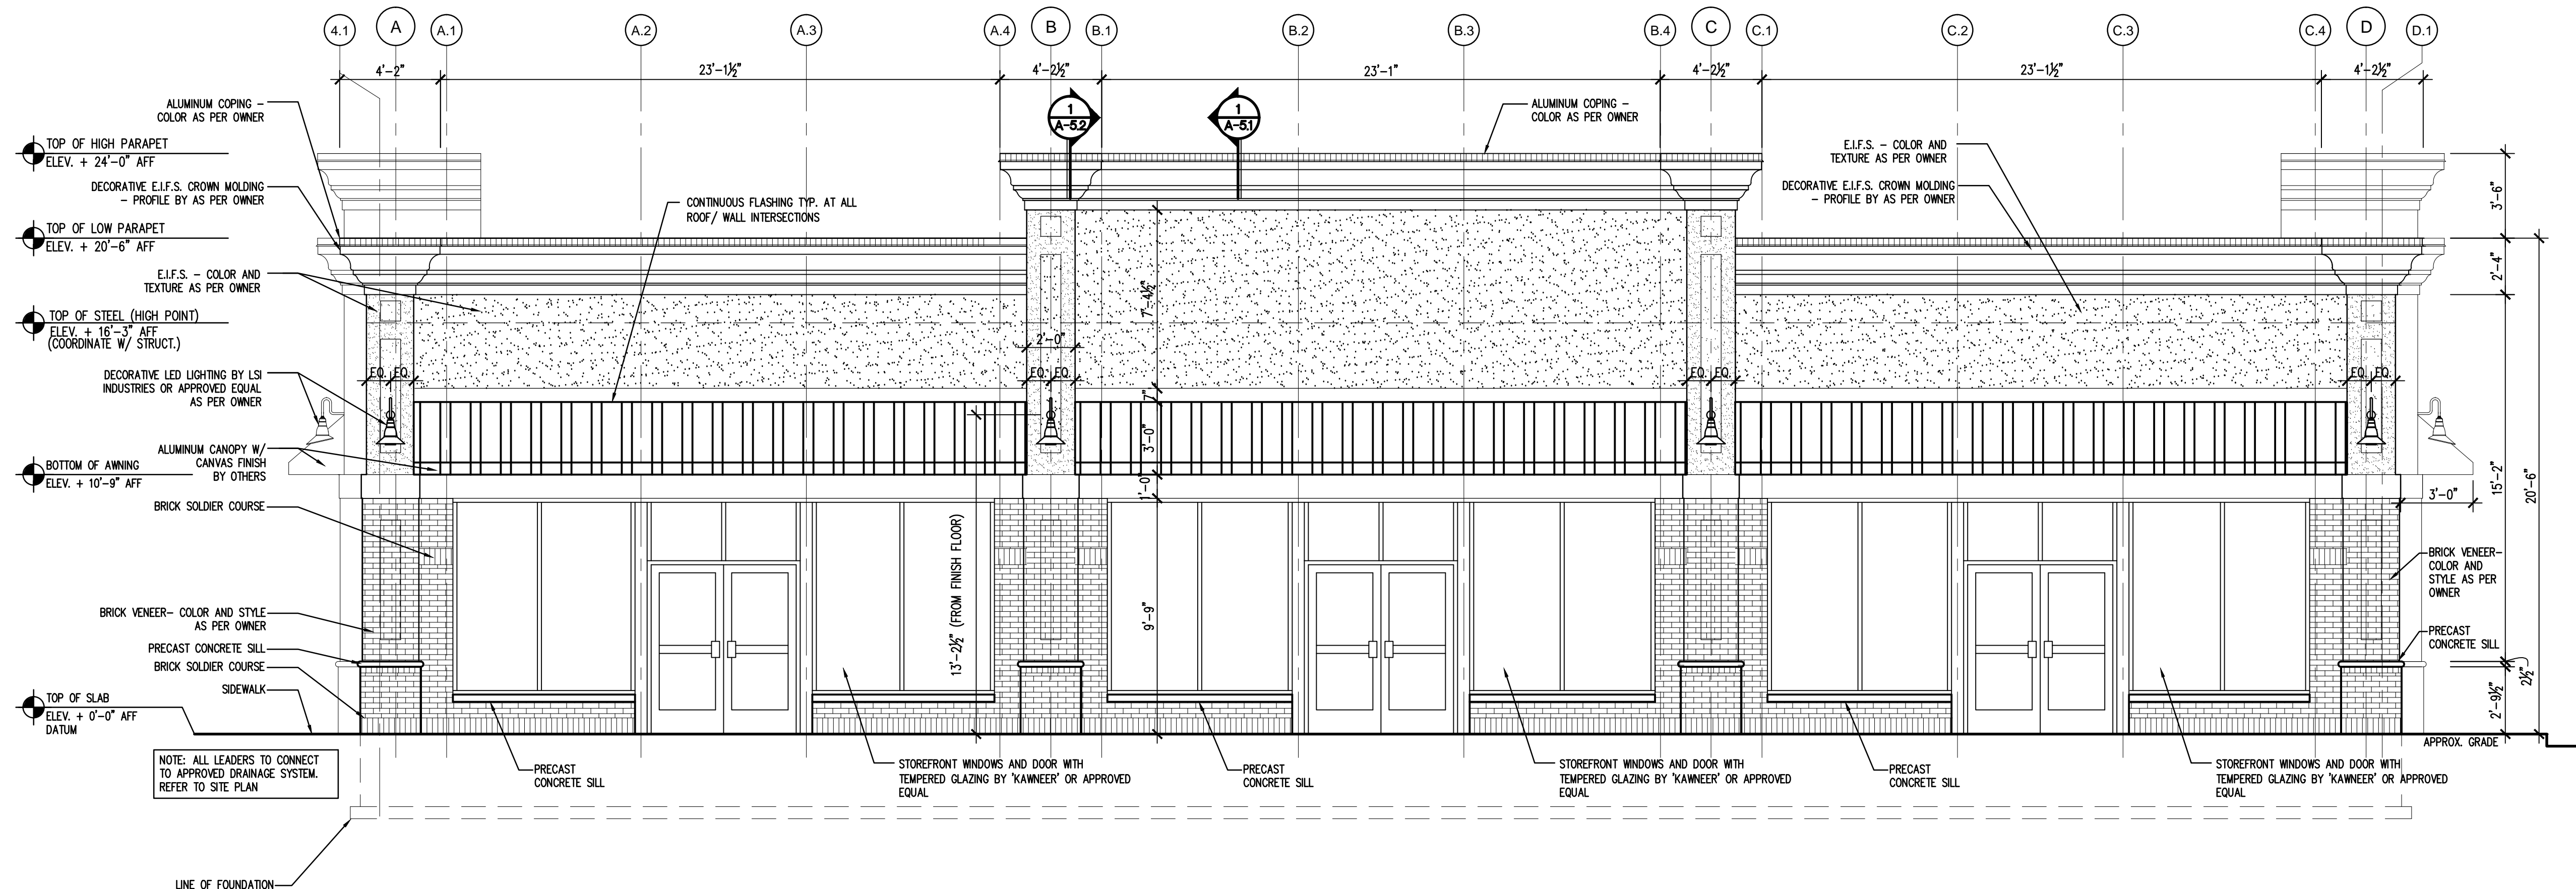 4.1
A
A.1
A.2
A.3
A.4
B
B.1
B.2
B.3
B.4
C
C.1
C.2
C.3
C.4
D
D.1
4'-2"
23'-1½"
4'-2½"
23'-1"
4'-2½"
23'-1½"
4'-2½"
1
A-5.2
1
A-5.1
ALUMINUM COPING –
COLOR AS PER OWNER
TOP OF HIGH PARAPET
ELEV. + 24'-0" AFF
DECORATIVE E.I.F.S. CROWN MOLDING
– PROFILE BY AS PER OWNER
TOP OF LOW PARAPET
ELEV. + 20'-6" AFF
E.I.F.S. – COLOR AND
TEXTURE AS PER OWNER
TOP OF STEEL (HIGH POINT)
ELEV. + 16'-3" AFF
(COORDINATE W/ STRUCT.)
DECORATIVE LED LIGHTING BY LSI
INDUSTRIES OR APPROVED EQUAL
AS PER OWNER
ALUMINUM CANOPY W/
CANVAS FINISH
BY OTHERS
BOTTOM OF AWNING
ELEV. + 10'-9" AFF
BRICK SOLDIER COURSE
BRICK VENEER– COLOR AND STYLE
AS PER OWNER
PRECAST CONCRETE SILL
BRICK SOLDIER COURSE
SIDEWALK
TOP OF SLAB
ELEV. + 0'-0" AFF
DATUM
NOTE: ALL LEADERS TO CONNECT
TO APPROVED DRAINAGE SYSTEM.
REFER TO SITE PLAN
LINE OF FOUNDATION
CONTINUOUS FLASHING TYP. AT ALL
ROOF/ WALL INTERSECTIONS
ALUMINUM COPING –
COLOR AS PER OWNER
E.I.F.S. – COLOR AND
TEXTURE AS PER OWNER
DECORATIVE E.I.F.S. CROWN MOLDING
– PROFILE BY AS PER OWNER
EQ. EQ.
2'-0"
EQ. EQ.
EQ. EQ.
EQ. EQ.
7'-4½"
7"
3'-0"
1'-0"
9'-9"
13'-2½" (FROM FINISH FLOOR)
3'-6"
2'-4"
15'-2"
20'-6"
3'-0"
2½"
2'-9½"
BRICK VENEER–
COLOR AND
STYLE AS PER
OWNER
PRECAST
CONCRETE SILL
APPROX. GRADE
PRECAST
CONCRETE SILL
STOREFRONT WINDOWS AND DOOR WITH
TEMPERED GLAZING BY 'KAWNEER' OR APPROVED
EQUAL
PRECAST
CONCRETE SILL
STOREFRONT WINDOWS AND DOOR WITH
TEMPERED GLAZING BY 'KAWNEER' OR APPROVED
EQUAL
PRECAST
CONCRETE SILL
STOREFRONT WINDOWS AND DOOR WITH
TEMPERED GLAZING BY 'KAWNEER' OR APPROVED
EQUAL